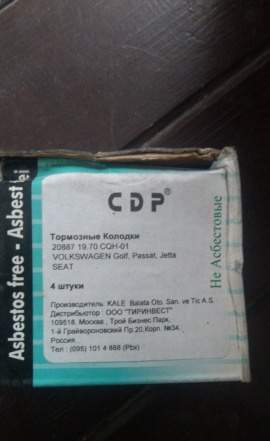 CDP®
Тормозные Колодки
20887 19.70 CQH-01
VOLKSWAGEN Golf, Passat, Jetta
SEAT
4 штуки
Производитель: KALE Balata Oto. San. ve Tic A.S.
Дистрибьютор : ООО "ТИРИНВЕСТ"
109518. Москва , Трой Бизнес Парк,
1-й Грайвороновский Пр.20,Корп. №34.
Россия
Тел : (095) 101 4 888 (Pbx)
Asbestos free - Asbest
ei
Не Асбестовые